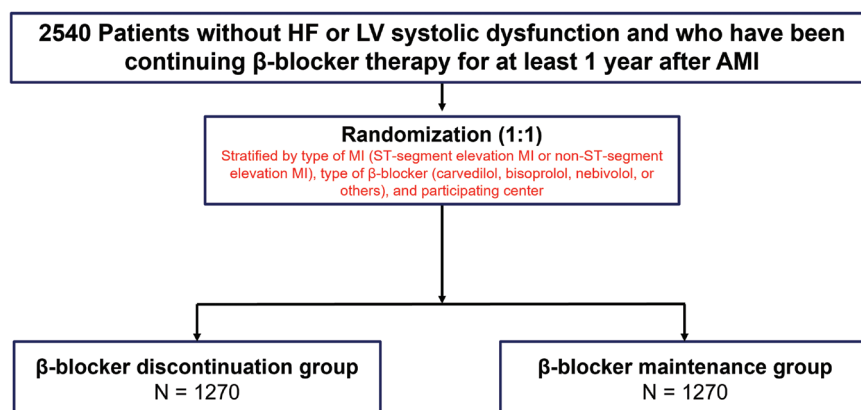 2540 Patients without HF or LV systolic dysfunction and who have been
continuing β-blocker therapy for at least 1 year after AMI
Randomization (1:1)
Stratified by type of MI (ST-segment elevation MI or non-ST-segment
elevation MI), type of β-blocker (carvedilol, bisoprolol, nebivolol, or
others), and participating center
β-blocker discontinuation group
N = 1270
β-blocker maintenance group
N = 1270